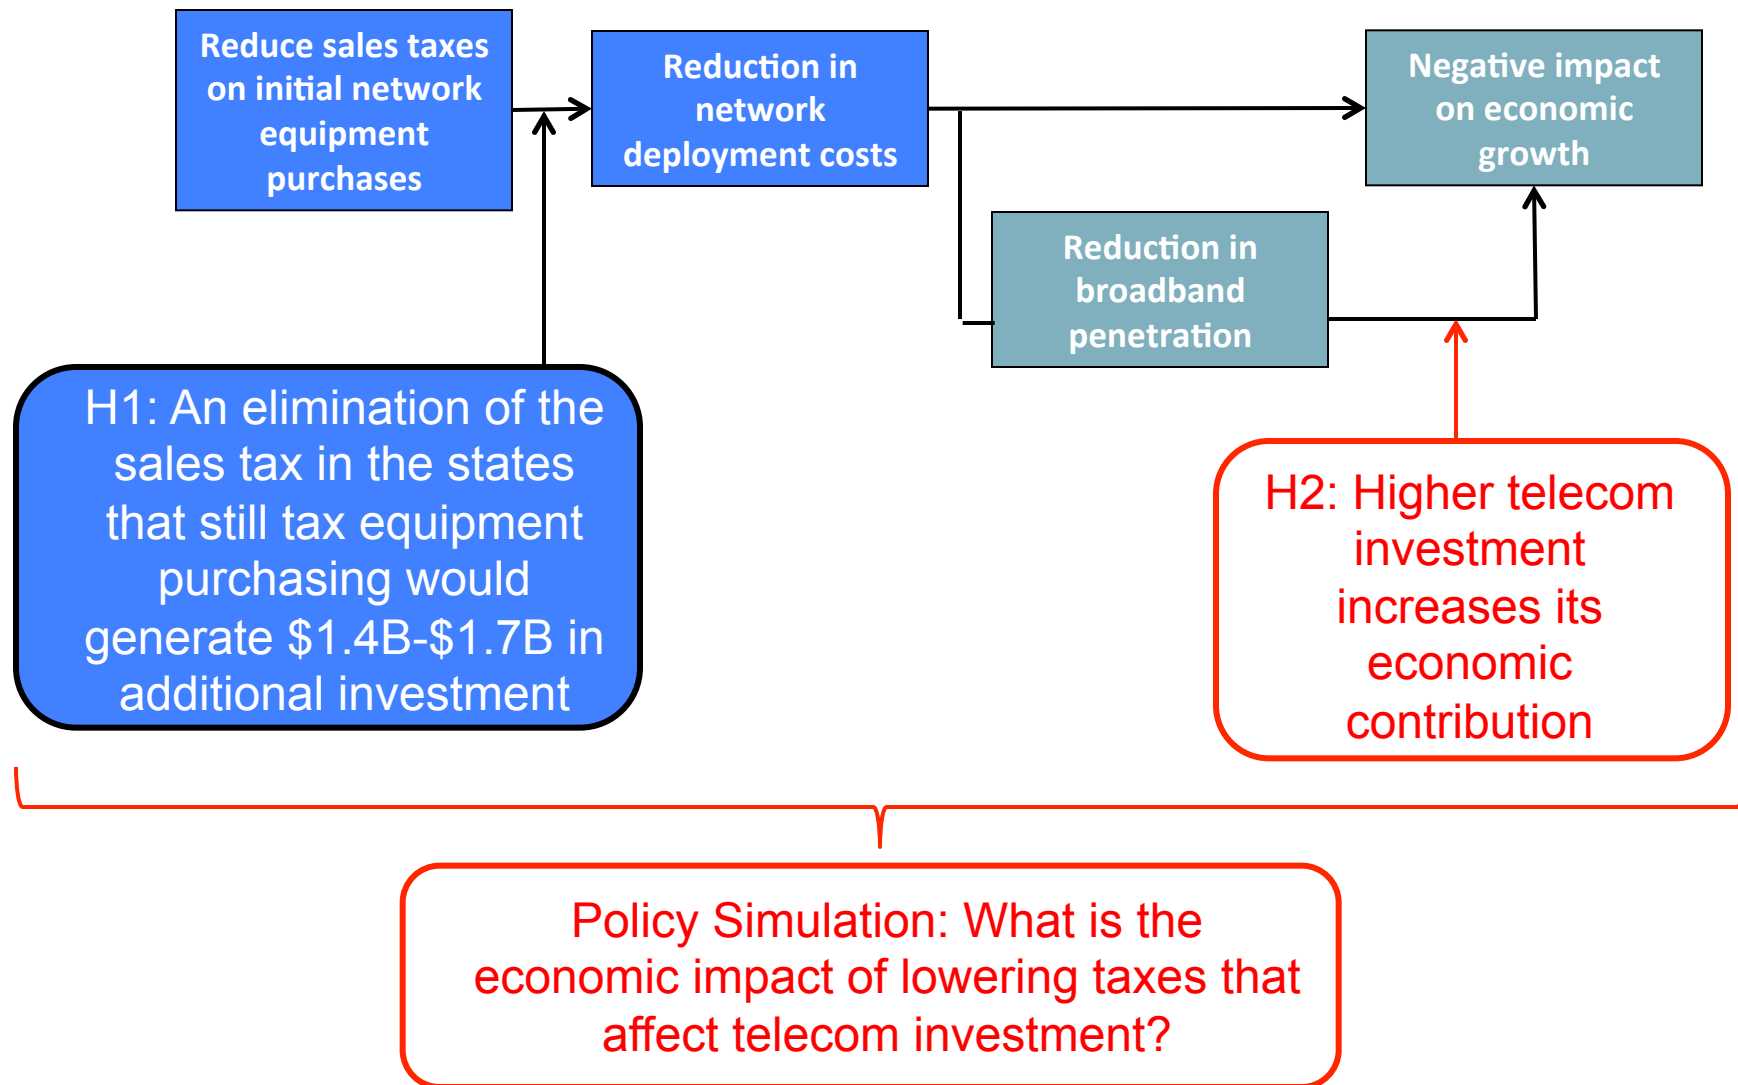 Reduce sales taxes
on initial network
equipment
purchases
Reduction in
network
deployment costs
Negative impact
on economic
growth
Reduction in
broadband
penetration
H1: An elimination of the
sales tax in the states
that still tax equipment
purchasing would
generate $1.4B-$1.7B in
additional investment
H2: Higher telecom
investment
increases its
economic
contribution
Policy Simulation: What is the
economic impact of lowering taxes that
affect telecom investment?